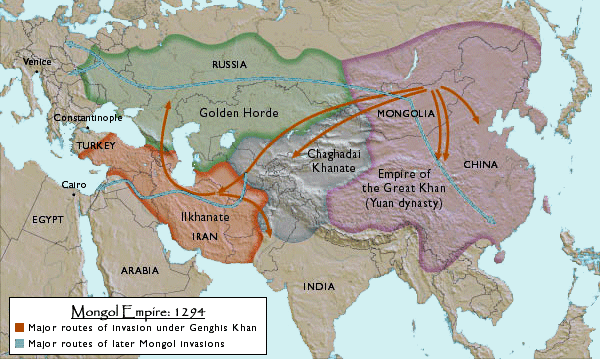 RUSSIA
Venice
Golden Horde
MONGOLIA
Constantinople
TURKEY
Chaghadai
Khanate
CHINA
Empire of
the Great Khan
(Yuan dynasty)
Cairo
Ilkhanate
IRAN
EGYPT
ARABIA
INDIA
Mongol Empire: 1294
Major routes of invasion under Genghis Khan
Major routes of later Mongol invasions